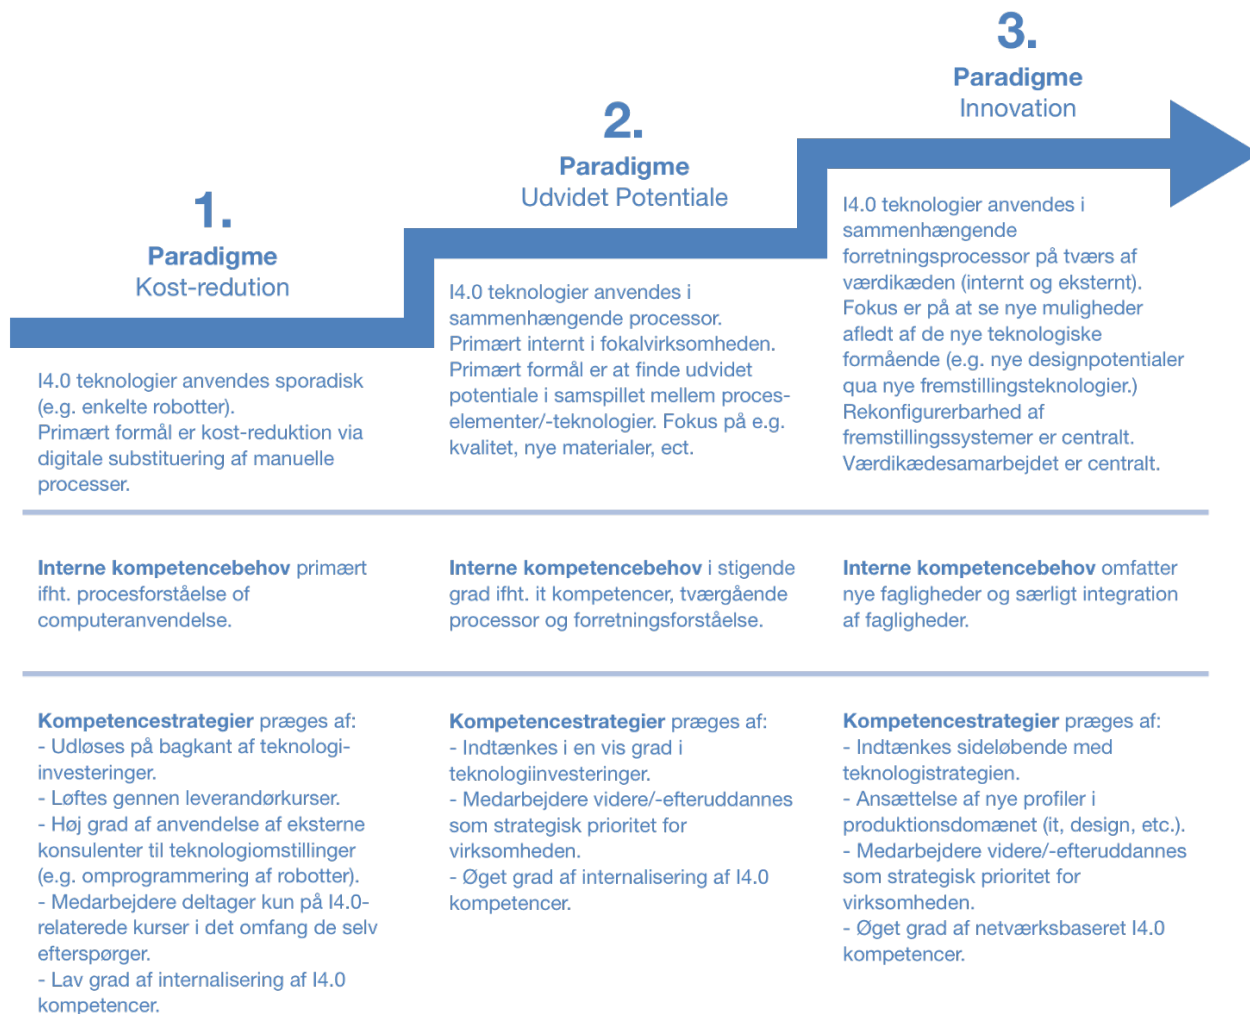 1.
Paradigme
Kost-redution
I4.0 teknologier anvendes sporadisk
(e.g. enkelte robotter).
Primært formål er kost-reduktion via
digitale substituering af manuelle
processer.
Interne kompetencebehov primært
ifht. procesforståelse of
computeranvendelse.
Kompetencestrategier præges af:
- Udløses på bagkant af teknologi-
investeringer.
- Løftes gennen leverandørkurser.
- Høj grad af anvendelse af eksterne
konsulenter til teknologiomstillinger
(e.g. omprogrammering af robotter).
- Medarbejdere deltager kun på I4.0-
relaterede kurser i det omfang de selv
efterspørger.
- Lav grad af internalisering af I4.0
kompetencer.
2.
Paradigme
Udvidet Potentiale
I4.0 teknologier anvendes i
sammenhængende processor.
Primært internt i fokalvirksomheden.
Primært formål er at finde udvidet
potentiale i samspillet mellem proces-
elementer/-teknologier. Fokus på e.g.
kvalitet, nye materialer, ect.
Interne kompetencebehov i stigende
grad ifht. it kompetencer, tværgående
processor og forretningsforståelse.
Kompetencestrategier præges af:
- Indtænkes i en vis grad i
teknologiinvesteringer.
- Medarbejdere videre/-efteruddannes
som strategisk prioritet for
virksomheden.
- Øget grad af internalisering af I4.0
kompetencer.
3.
Paradigme
Innovation
I4.0 teknologier anvendes i
sammenhængende
forretningsprocessor på tværs af
værdikæden (internt og eksternt).
Fokus er på at se nye muligheder
afledt af de nye teknologiske
formående (e.g. nye designpotentialer
qua nye fremstillingsteknologier.)
Rekonfigurerbarhed af
fremstillingssystemer er centralt.
Værdikædesamarbejdet er centralt.
Interne kompetencebehov omfatter
nye fagligheder og særligt integration
af fagligheder.
Kompetencestrategier præges af:
- Indtænkes sideløbende med
teknologistrategien.
- Ansættelse af nye profiler i
produktionsdomænet (it, design, etc.).
- Medarbejdere videre/-efteruddannes
som strategisk prioritet for
virksomheden.
- Øget grad af netværksbaseret I4.0
kompetencer.